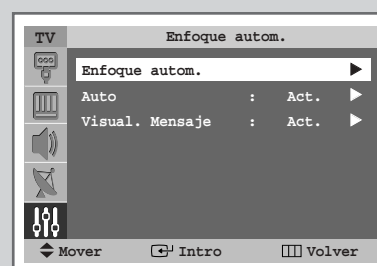 TV Enfoque autom.
Enfoque autom.
Auto : Act.
Visual. Mensaje : Act.
Mover Intro Volver